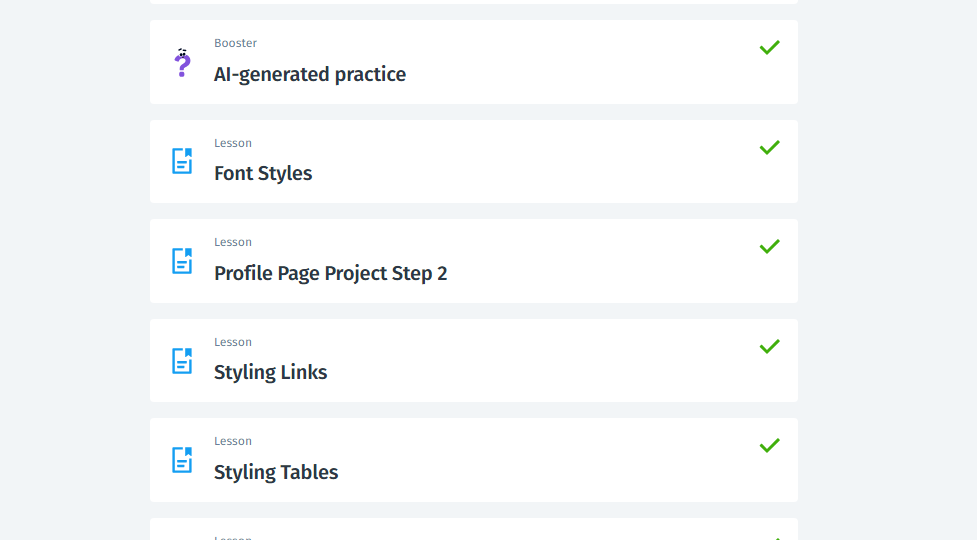 Booster
AI-generated practice
Lesson
Font Styles
Lesson
Profile Page Project Step 2
Lesson
Styling Links
Lesson
Styling Tables
Lesson